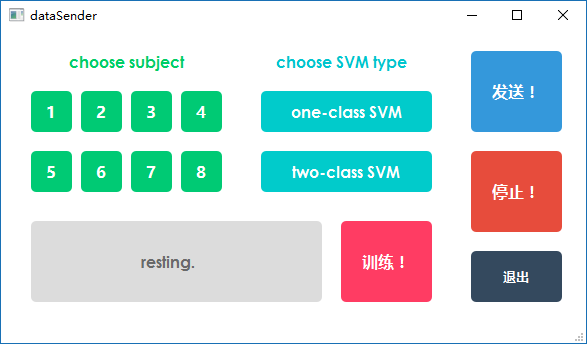 dataSender
choose subject
choose SVM type
1 2 3 4
one-class SVM
发送！
5 6 7 8
two-class SVM
停止！
resting.
训练！
退出